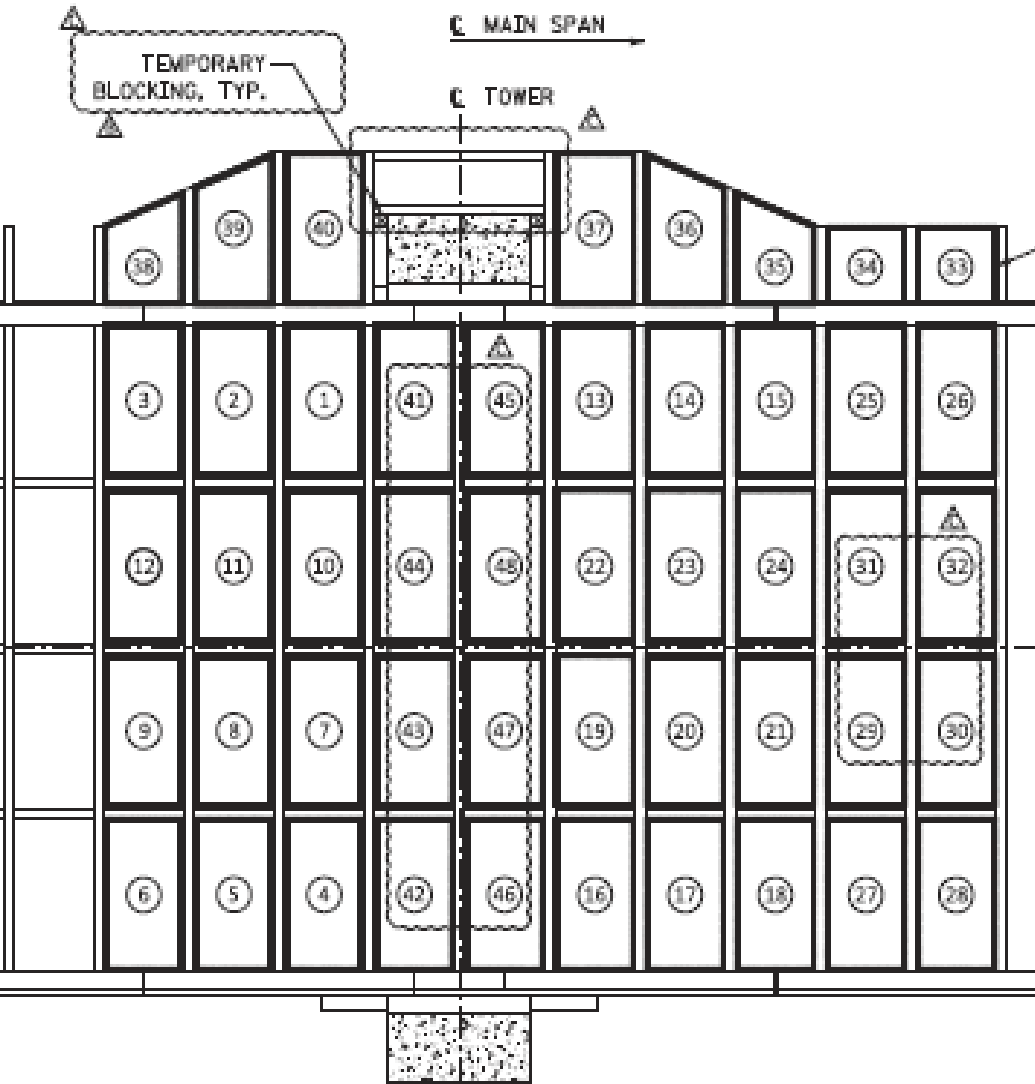 ℄ MAIN SPAN
C
TEMPORARY
BLOCKING, TYP.
℄ TOWER
C
39 40 37 36
38 35 34 33
C
3 2 1 41 45 13 14 15 25 26
C
12 11 10 44 48 22 23 24 31 32
9 8 7 43 47 19 20 21 29 30
6 5 4 42 46 16 17 18 27 28